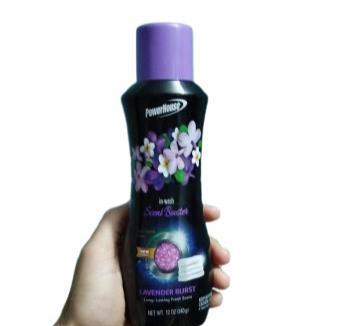 PowerHouse
in-wash
Scent Booster
LAVENDER BURST
Long-Lasting Fresh Scent
NET WT. 12 OZ (340g)